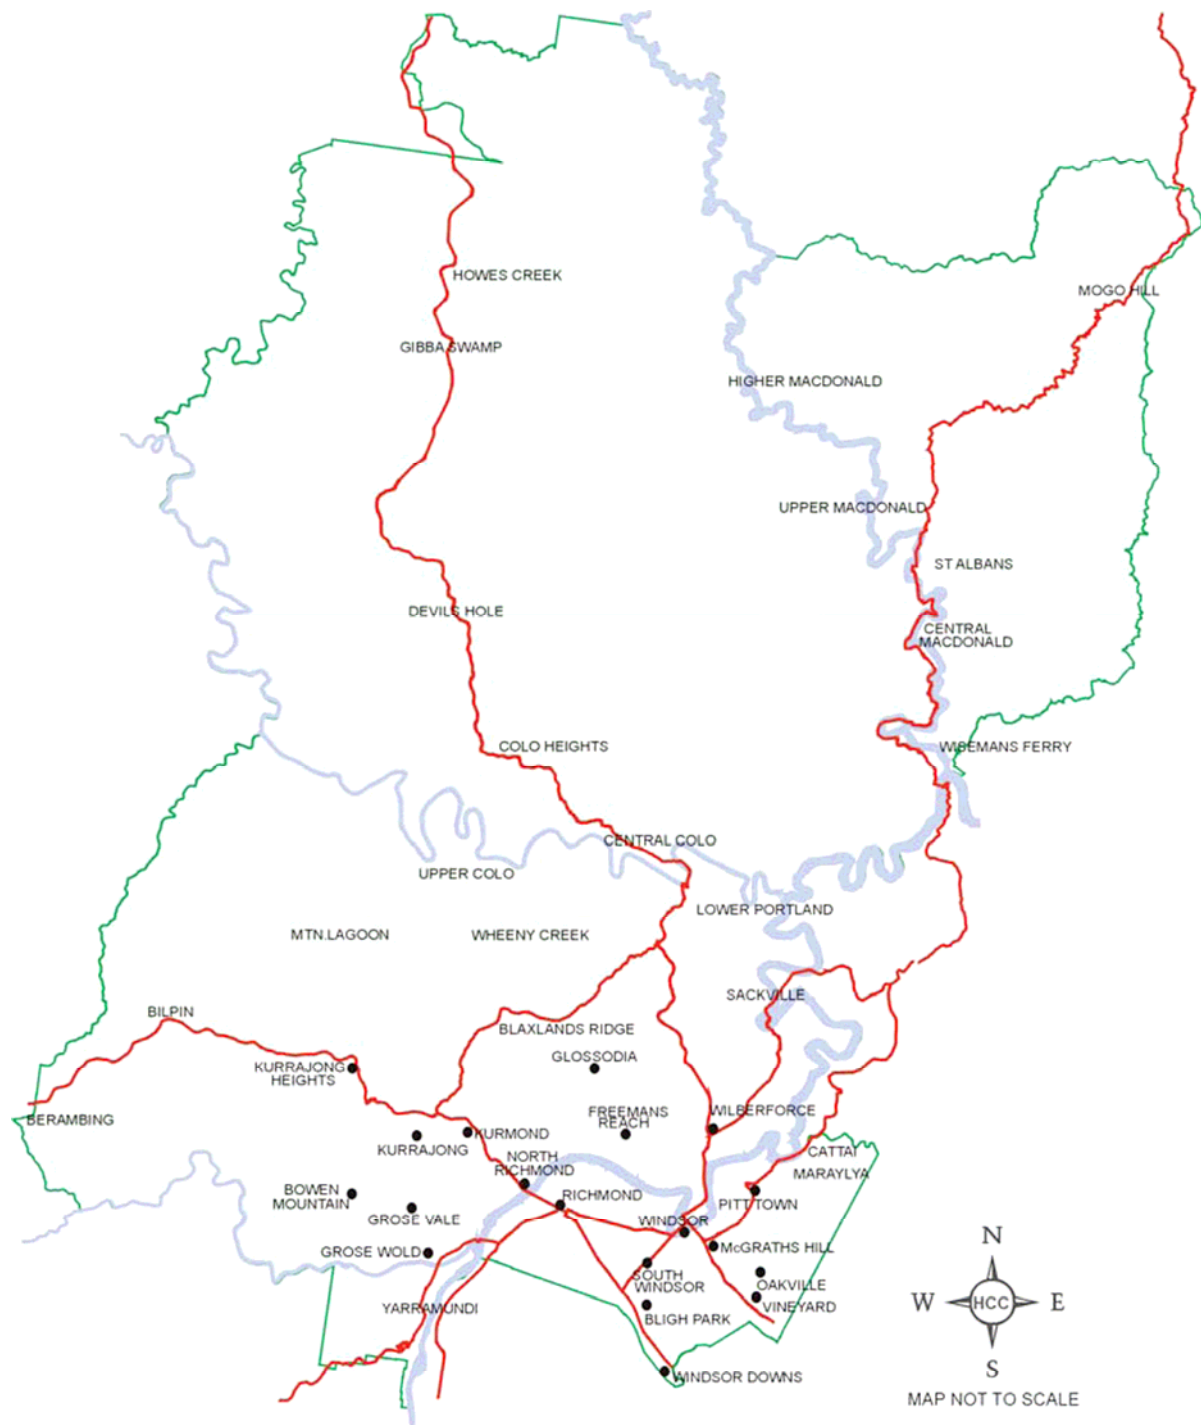 HOWES CREEK
MOGO HILL
GIBBA SWAMP
HIGHER MACDONALD
UPPER MACDONALD
ST ALBANS
DEVILS HOLE
CENTRAL
MACDONALD
COLO HEIGHTS
WISEMANS FERRY
CENTRAL COLO
UPPER COLO
LOWER PORTLAND
MTN.LAGOON
WHEENY CREEK
SACKVILLE
BILPIN
BLAXLANDS RIDGE
GLOSSODIA
KURRAJONG
HEIGHTS
BERAMBING
FREEMANS
REACH
WILBERFORCE
KURRAJONG
KURMOND
NORTH
RICHMOND
CATTAI
MARAYLYA
BOWEN
MOUNTAIN
RICHMOND
PITT TOWN
GROSE VALE
WINDSOR
GROSE WOLD
McGRATHS HILL
SOUTH
WINDSOR
OAKVILLE
YARRAMUNDI
BLIGH PARK
VINEYARD
WINDSOR DOWNS
N
W
HCC
E
S
MAP NOT TO SCALE